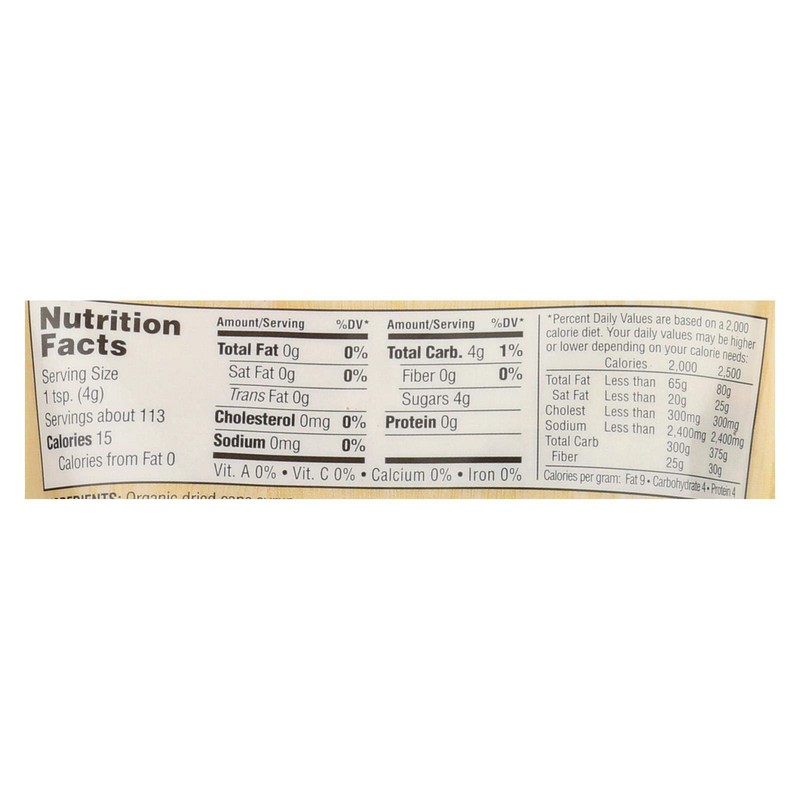 Nutrition
Facts
Serving Size
1 tsp. (4g)
Servings about 113
Calories 15
Calories from Fat 0
Amount/Serving %DV*
Total Fat 0g 0%
Sat Fat 0g 0%
Trans Fat 0g
Cholesterol 0mg 0%
Sodium 0mg 0%
Amount/Serving %DV*
Total Carb. 4g 1%
Fiber 0g 0%
Sugars 4g
Protein 0g
Vit. A 0% • Vit. C 0% • Calcium 0% • Iron 0%
*Percent Daily Values are based on a 2,000
calorie diet. Your daily values may be higher
or lower depending on your calorie needs:
Calories 2,000 2,500
Total Fat Less than 65g 80g
Sat Fat Less than 20g 25g
Cholest Less than 300mg 300mg
Sodium Less than 2,400mg 2,400mg
Total Carb 300g 375g
Fiber 25g 30g
Calories per gram: Fat 9 • Carbohydrate 4 • Protein 4
Organic dried cane